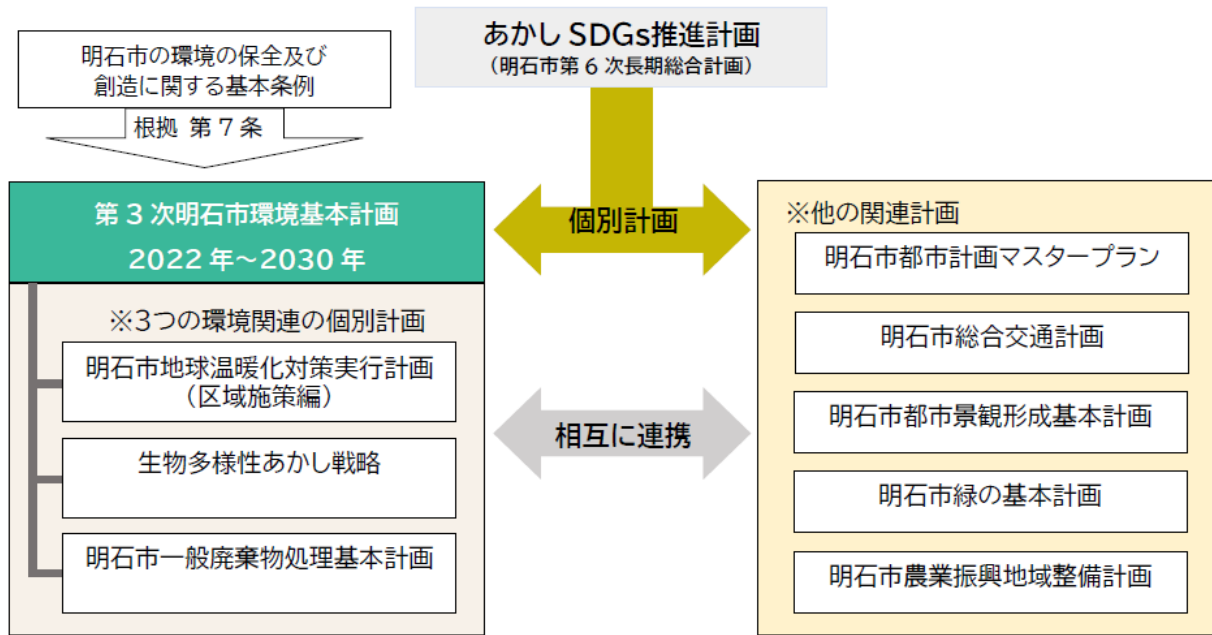 明石市の環境の保全及び
創造に関する基本条例
根拠 第7条
あかしSDGs推進計画
（明石市第6次長期総合計画）
第3次明石市環境基本計画
2022年～2030年
個別計画
※3つの環境関連の個別計画
明石市地球温暖化対策実行計画
（区域施策編）
生物多様性あかし戦略
明石市一般廃棄物処理基本計画
相互に連携
※他の関連計画
明石市都市計画マスタープラン
明石市総合交通計画
明石市都市景観形成基本計画
明石市緑の基本計画
明石市農業振興地域整備計画